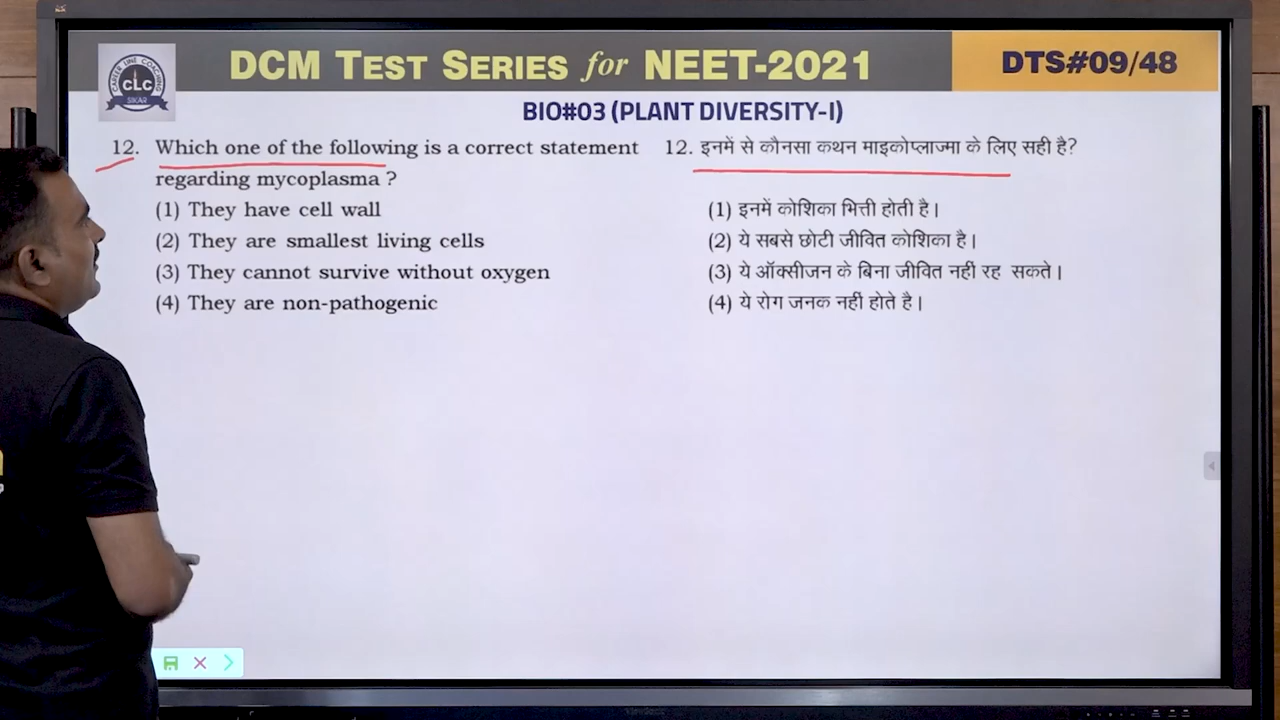 DCM TEST SERIES for NEET-2021
DTS#09/48
CAREER LINE COACHING
CLC
SIKAR
BIO#03 (PLANT DIVERSITY-I)
12. Which one of the following is a correct statement
regarding mycoplasma ?
(1) They have cell wall
(2) They are smallest living cells
(3) They cannot survive without oxygen
(4) They are non-pathogenic
12. इनमें से कौनसा कथन माइकोप्लाज्मा के लिए सही है?
(1) इनमें कोशिका भित्ती होती है।
(2) ये सबसे छोटी जीवित कोशिका है।
(3) ये ऑक्सीजन के बिना जीवित नहीं रह सकते।
(4) ये रोग जनक नहीं होते है।